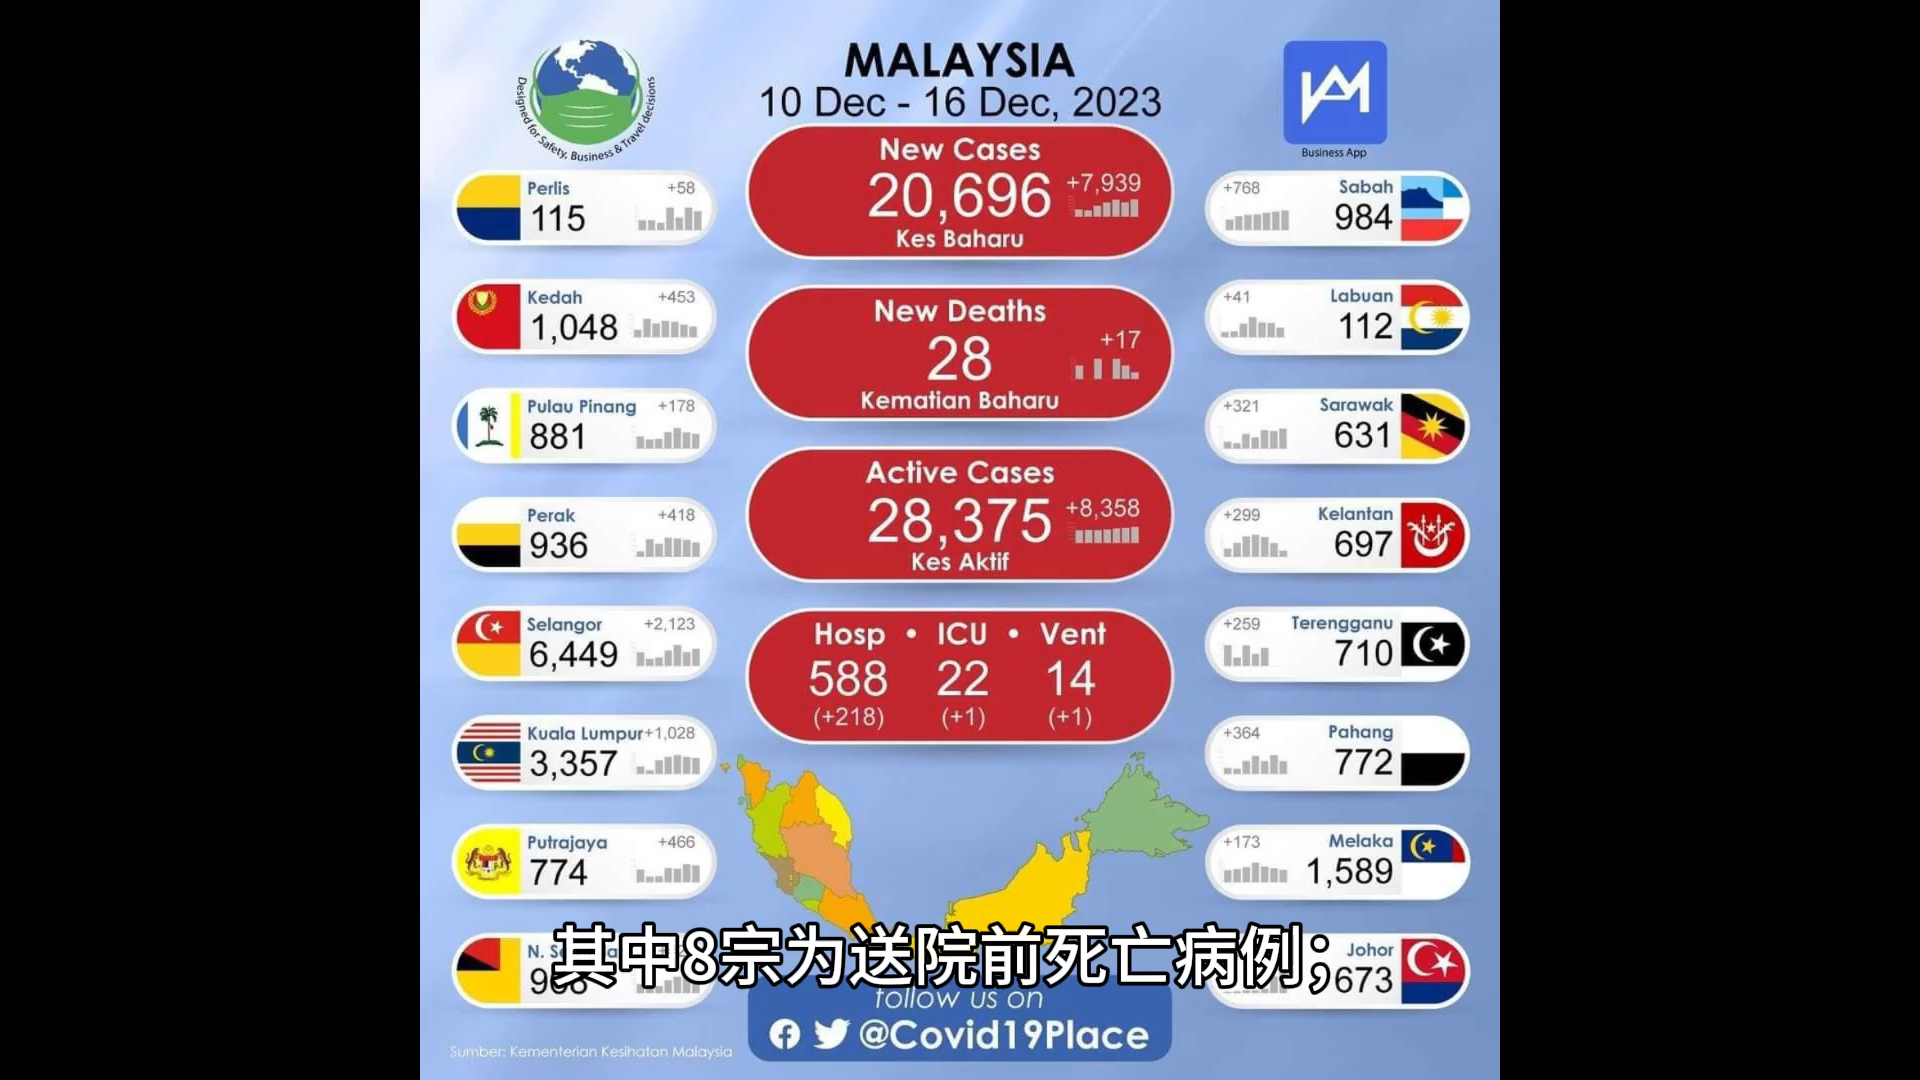 Designed for Safety, Business & Travel decisions
MALAYSIA
10 Dec - 16 Dec, 2023
Business App
New Cases
20,696 +7,939
Kes Baharu
New Deaths
28 +17
Kematian Baharu
Active Cases
28,375 +8,358
Kes Aktif
Hosp • ICU • Vent
588 22 14
(+218) (+1) (+1)
Perlis +58
115
Kedah +453
1,048
Pulau Pinang +178
881
Perak +418
936
Selangor +2,123
6,449
Kuala Lumpur +1,028
3,357
Putrajaya +466
774
N.
+768 Sabah
984
+41 Labuan
112
+321 Sarawak
631
+299 Kelantan
697
+259 Terengganu
710
+364 Pahang
772
+173 Melaka
1,589
Johor
673
其中8宗为送院前死亡病例；
follow us on
@Covid19Place
Sumber: Kementerian Kesihatan Malaysia